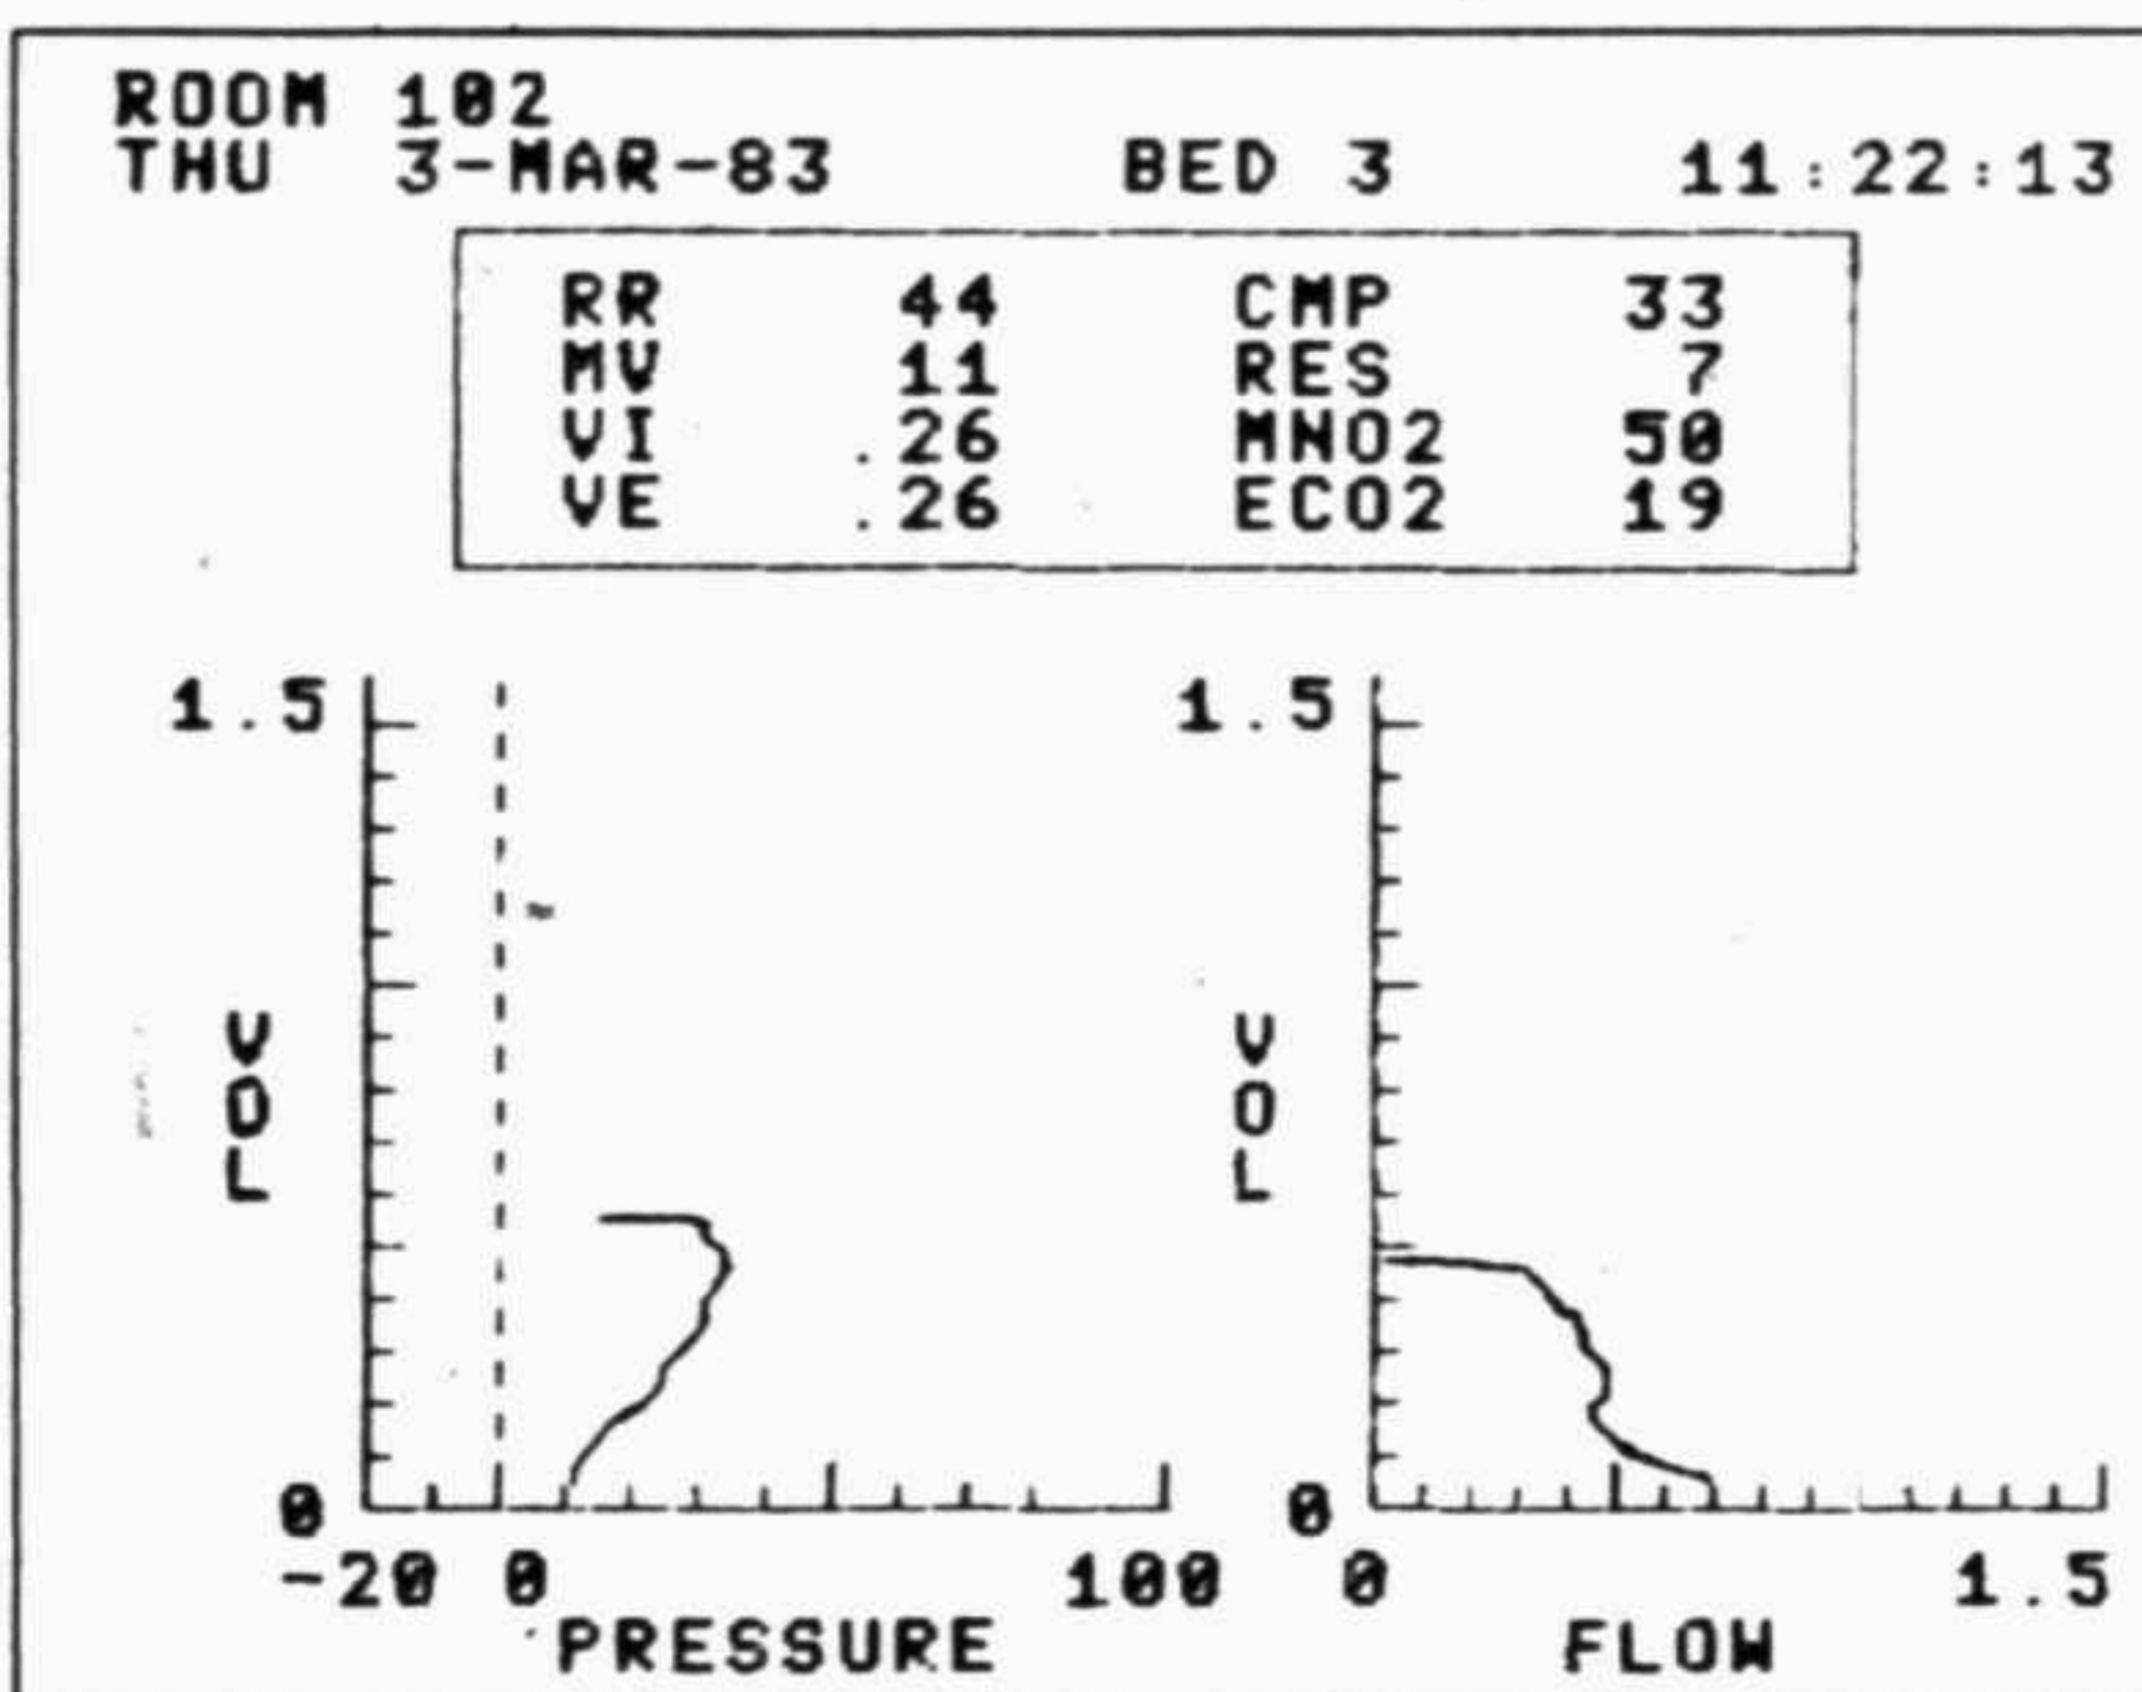 ROOM 102
THU 3-MAR-83 BED 3 11:22:13
RR 44 CMP 33
MV 11 RES 7
VI .26 MNO2 50
VE .26 ECO2 19
1.5 1.5
VOL VOL
0 0
-20 0 100 0 1.5
PRESSURE FLOW